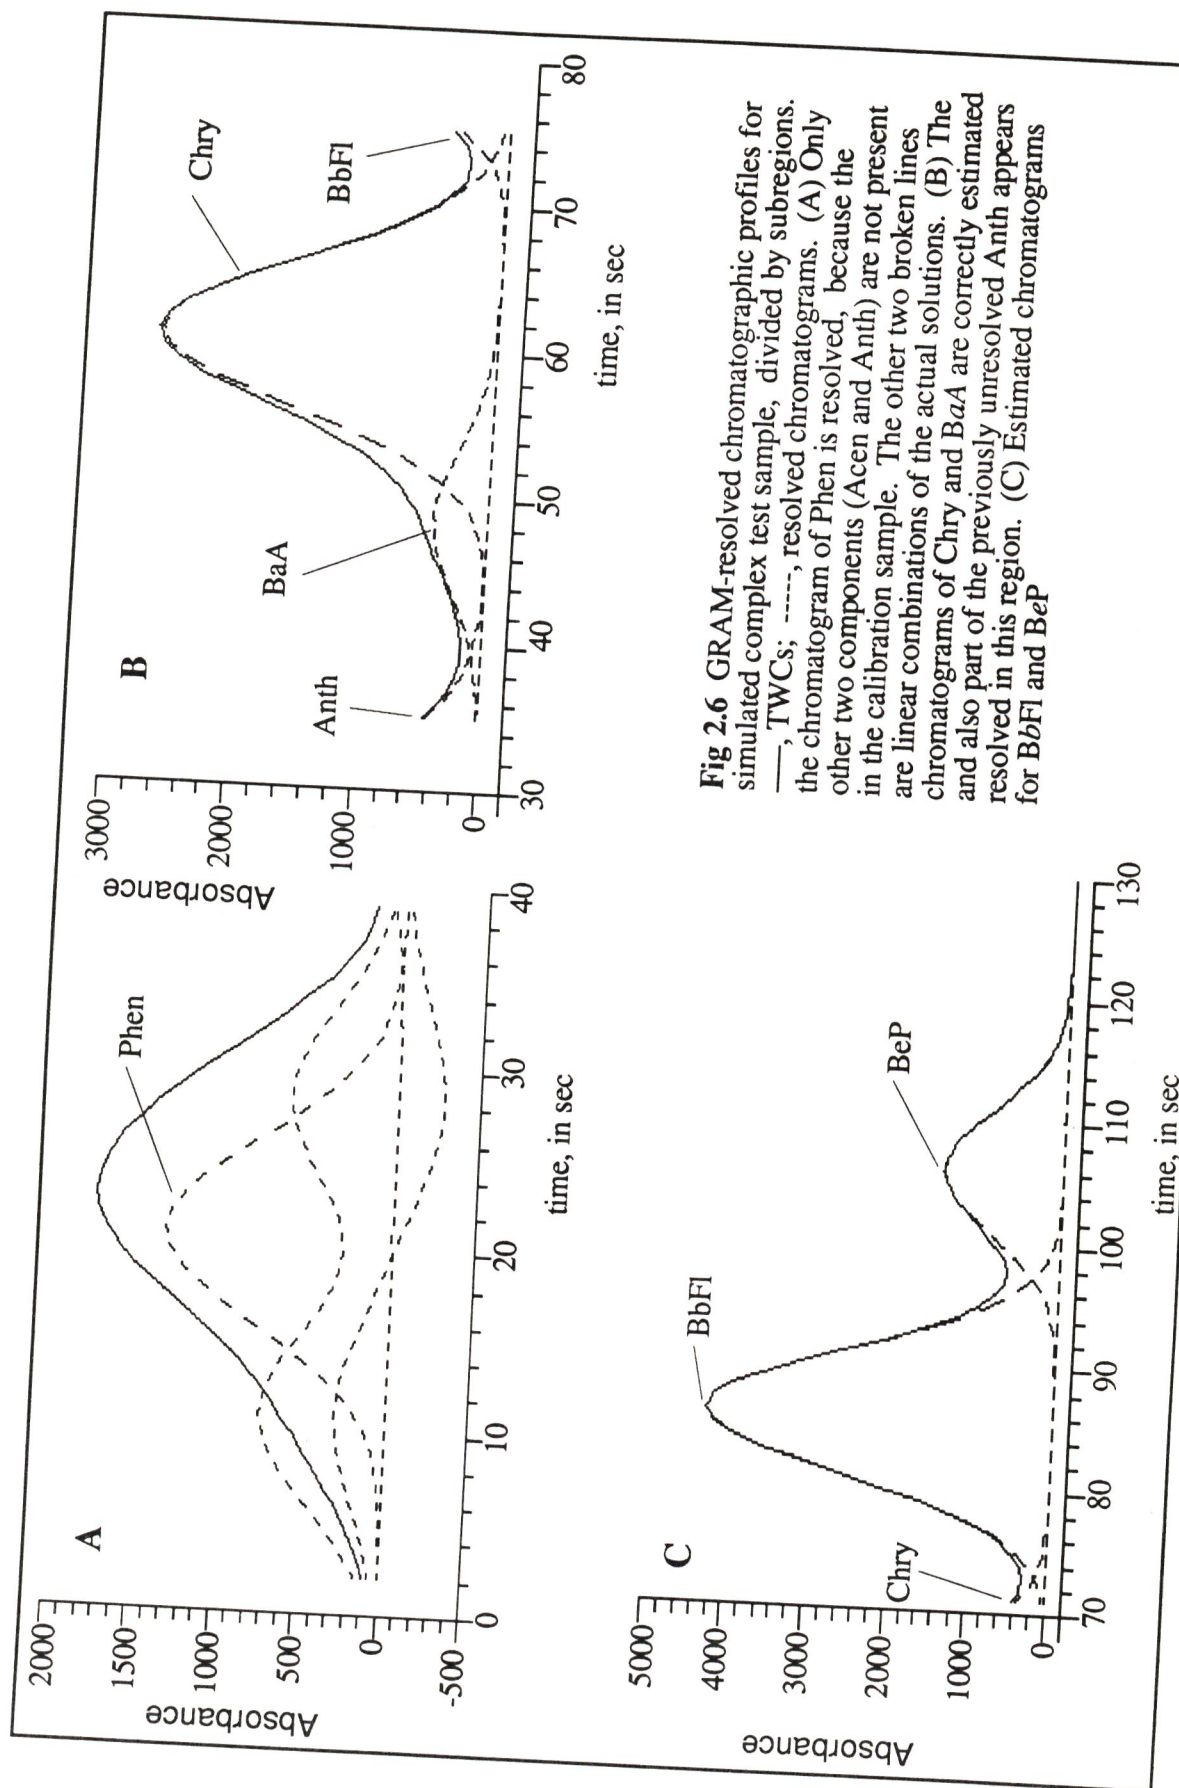 A
Absorbance
2000
1500
1000
500
0
-500
Phen
0 10 20 30 40
time, in sec
B
Absorbance
3000
2000
1000
0
Anth
BaA
Chry
BbFl
30 40 50 60 70 80
time, in sec
C
Absorbance
5000
4000
3000
2000
1000
0
Chry
BbFl
BeP
70 80 90 100 110 120 130
time, in sec
Fig 2.6 GRAM-resolved chromatographic profiles for
simulated complex test sample, divided by subregions.
——, TWCs; -----, resolved chromatograms. (A) Only
the chromatogram of Phen is resolved, because the
other two components (Acen and Anth) are not present
in the calibration sample. The other two broken lines
are linear combinations of the actual solutions. (B) The
chromatograms of Chry and BaA are correctly estimated
and also part of the previously unresolved Anth appears
resolved in this region. (C) Estimated chromatograms
for BbFl and BeP